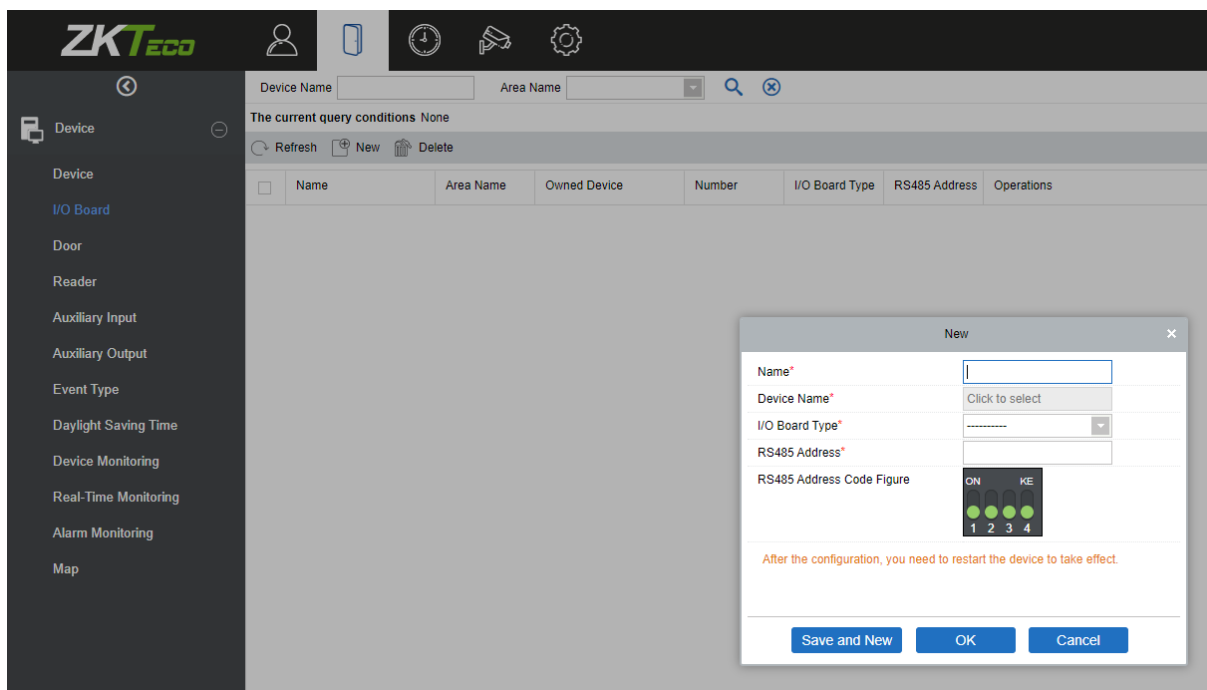 ZKTeco
Device Name Area Name
The current query conditions None
Refresh New Delete
Name Area Name Owned Device Number I/O Board Type RS485 Address Operations
Device
Device
I/O Board
Door
Reader
Auxiliary Input
Auxiliary Output
Event Type
Daylight Saving Time
Device Monitoring
Real-Time Monitoring
Alarm Monitoring
Map
New
Name*
Device Name* Click to select
I/O Board Type* ----------
RS485 Address*
RS485 Address Code Figure
ON KE
1 2 3 4
After the configuration, you need to restart the device to take effect.
Save and New OK Cancel